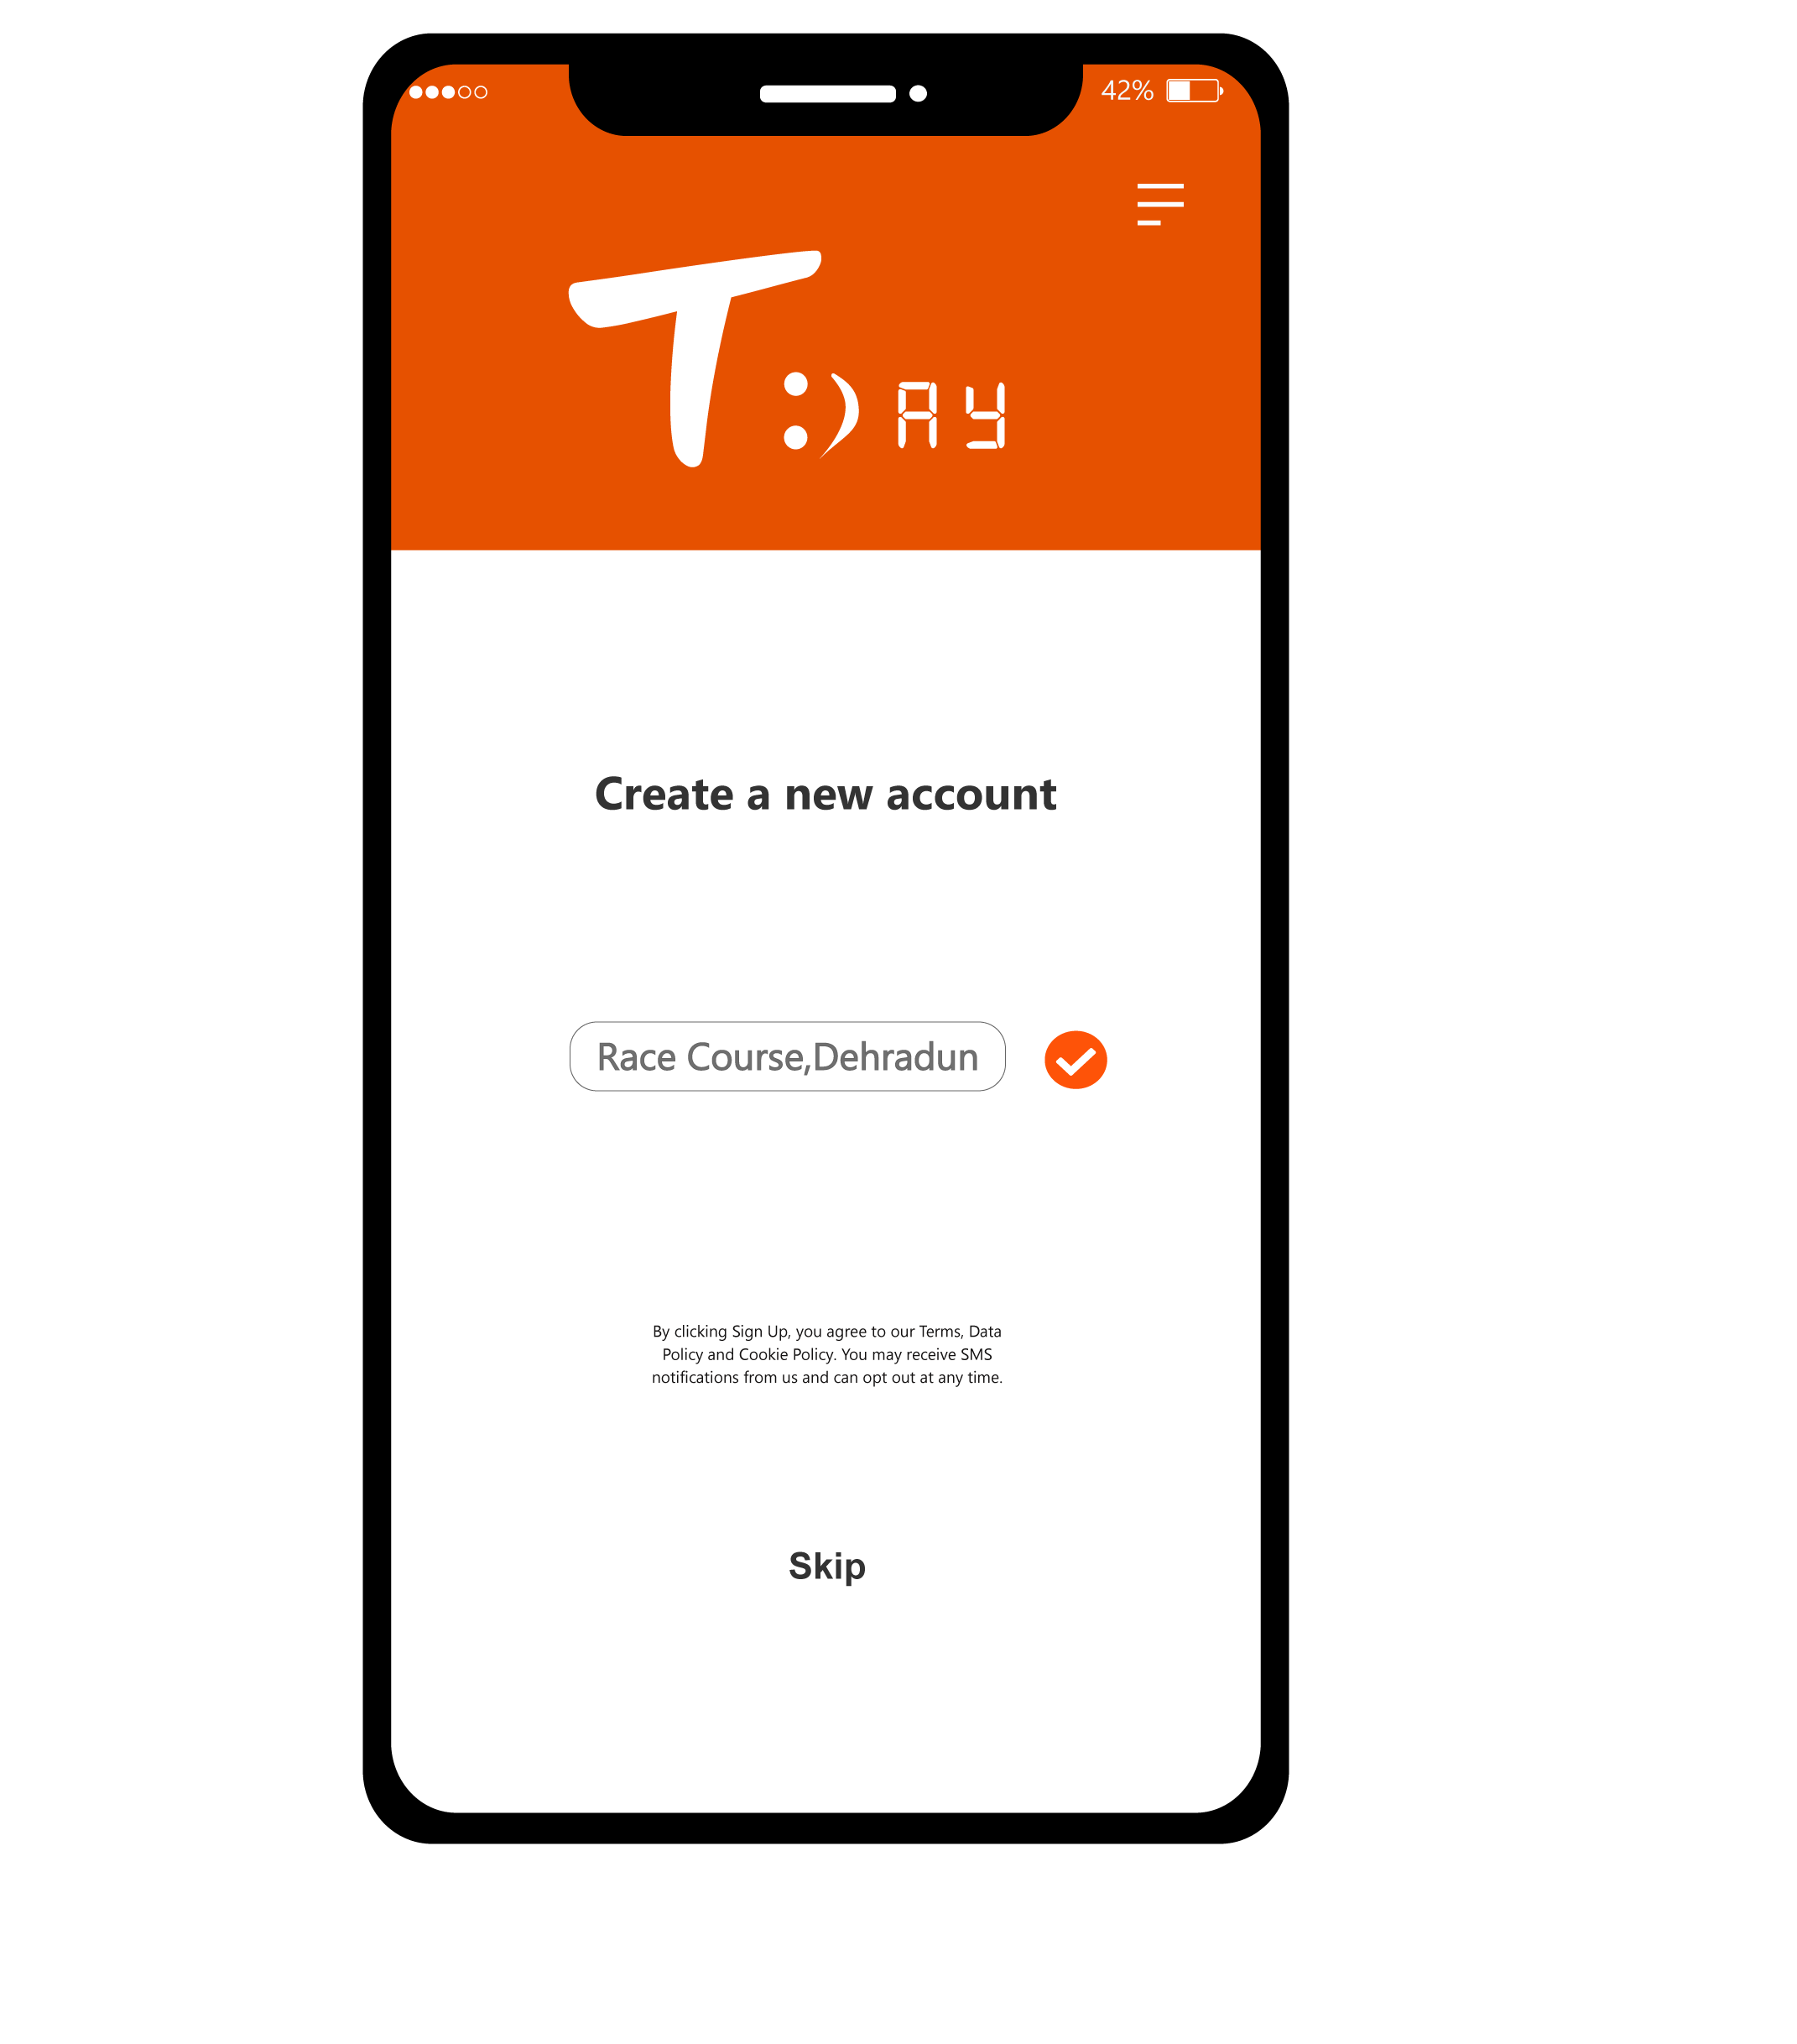 42%
T:)AY
Create a new account
Race Course,Dehradun
By clicking Sign Up, you agree to our Terms, Data
Policy and Cookie Policy. You may receive SMS
notifications from us and can opt out at any time.
Skip